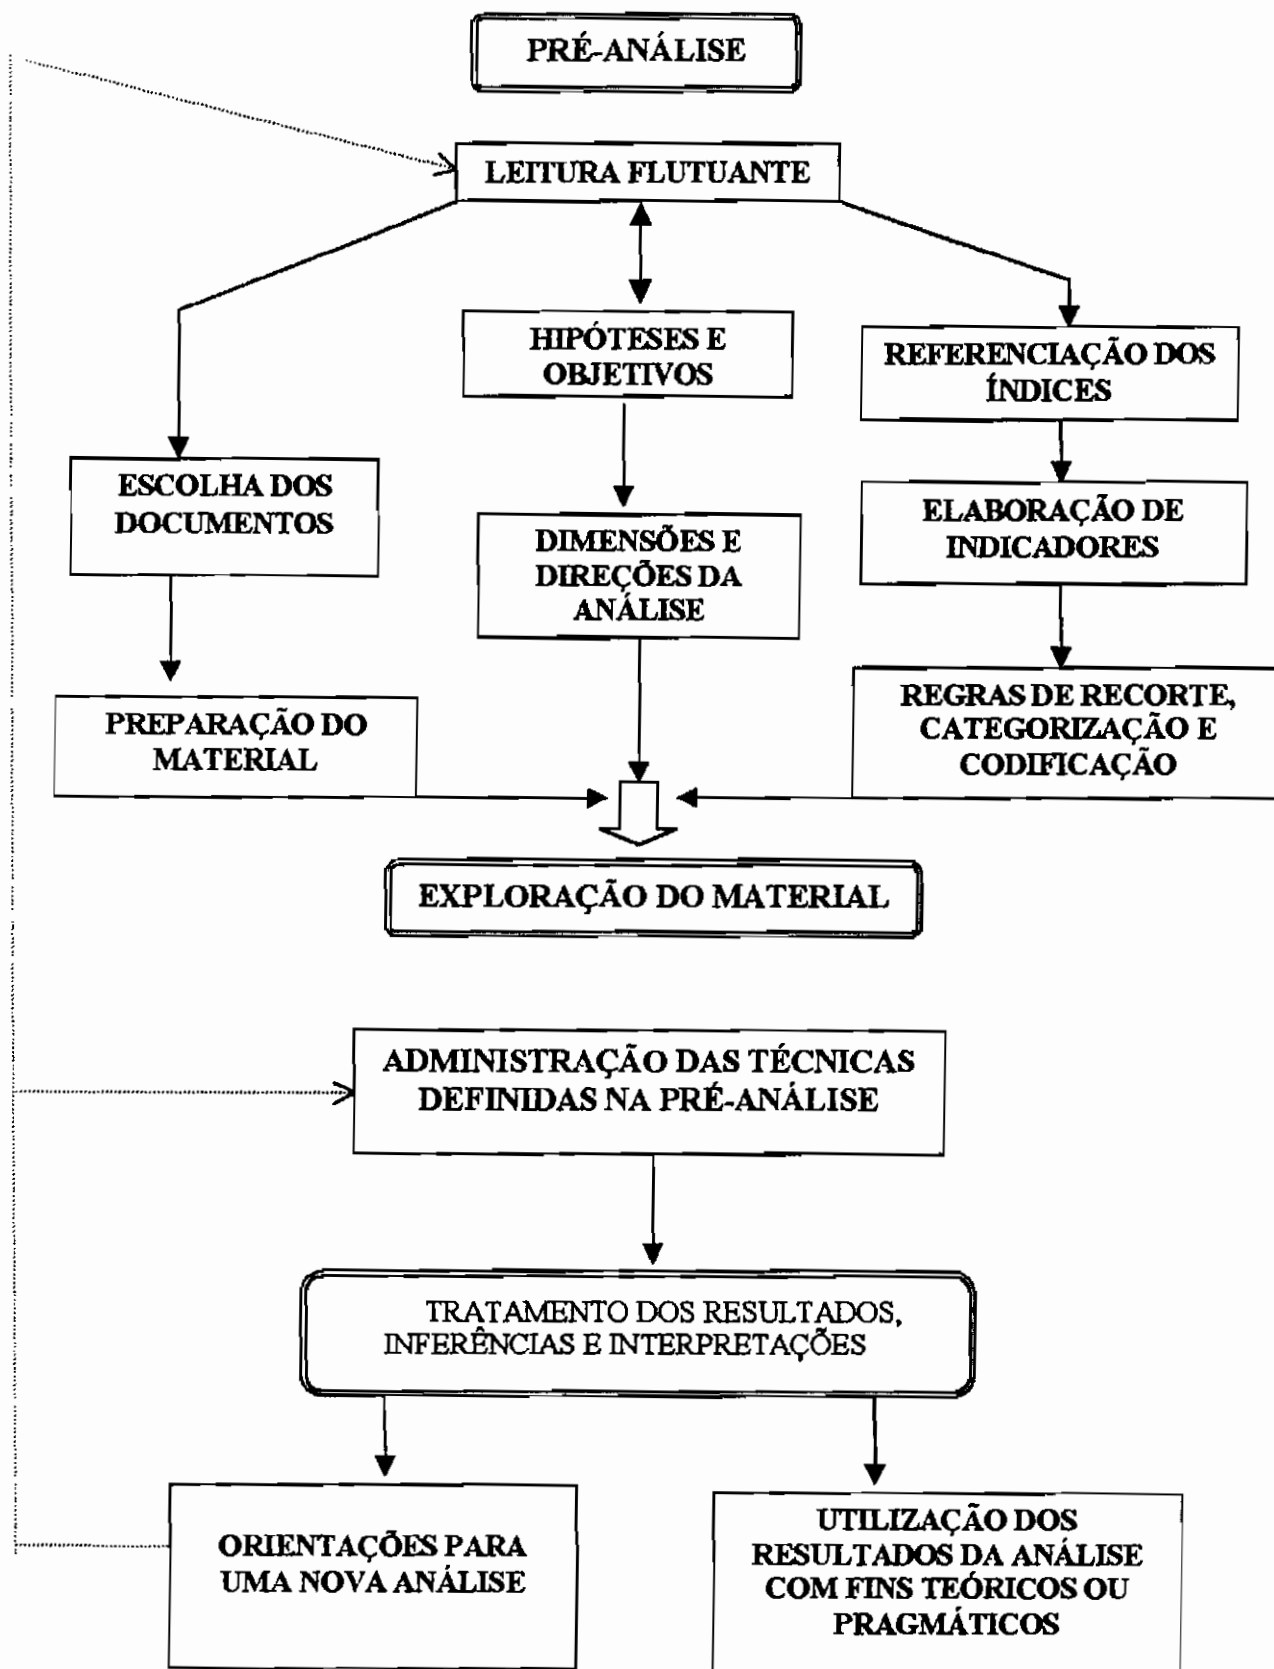 PRÉ-ANÁLISE
LEITURA FLUTUANTE
HIPÓTESES E
OBJETIVOS
REFERENCIAÇÃO DOS
ÍNDICES
ESCOLHA DOS
DOCUMENTOS
ELABORAÇÃO DE
INDICADORES
DIMENSÕES E
DIREÇÕES DA
ANÁLISE
PREPARAÇÃO DO
MATERIAL
REGRAS DE RECORTE,
CATEGORIZAÇÃO E
CODIFICAÇÃO
EXPLORAÇÃO DO MATERIAL
ADMINISTRAÇÃO DAS TÉCNICAS
DEFINIDAS NA PRÉ-ANÁLISE
TRATAMENTO DOS RESULTADOS,
INFERÊNCIAS E INTERPRETAÇÕES
ORIENTAÇÕES PARA
UMA NOVA ANÁLISE
UTILIZAÇÃO DOS
RESULTADOS DA ANÁLISE
COM FINS TEÓRICOS OU
PRAGMÁTICOS